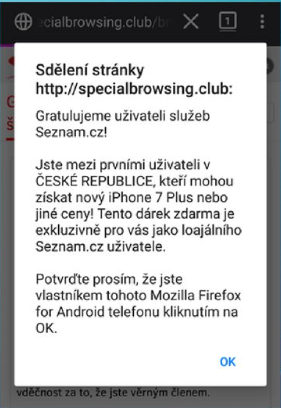 ecialbrowsing.club/br
1
Sdělení stránky
http://specialbrowsing.club:
Gratulujeme uživateli služeb
Seznam.cz!
Jste mezi prvními uživateli v
ČESKÉ REPUBLICE, kteří mohou
získat nový iPhone 7 Plus nebo
jiné ceny! Tento dárek zdarma je
exkluzivně pro vás jako loajálního
Seznam.cz uživatele.
Potvrďte prosím, že jste
vlastníkem tohoto Mozilla Firefox
for Android telefonu kliknutím na
OK.
OK
vděčnost za to, že jste věrným členem.